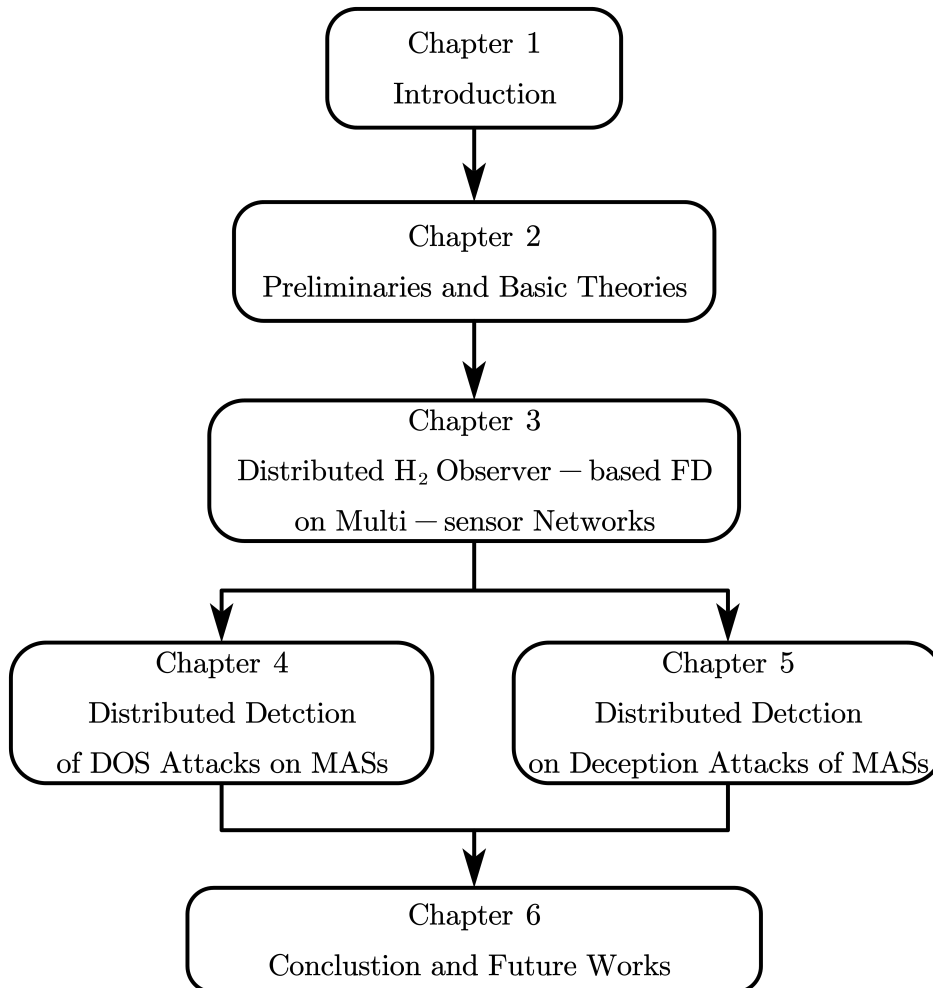 Chapter 1
Introduction
Chapter 2
Preliminaries and Basic Theories
Chapter 3
Distributed H₂ Observer – based FD
on Multi – sensor Networks
Chapter 4
Distributed Detction
of DOS Attacks on MASs
Chapter 5
Distributed Detction
on Deception Attacks of MASs
Chapter 6
Conclustion and Future Works